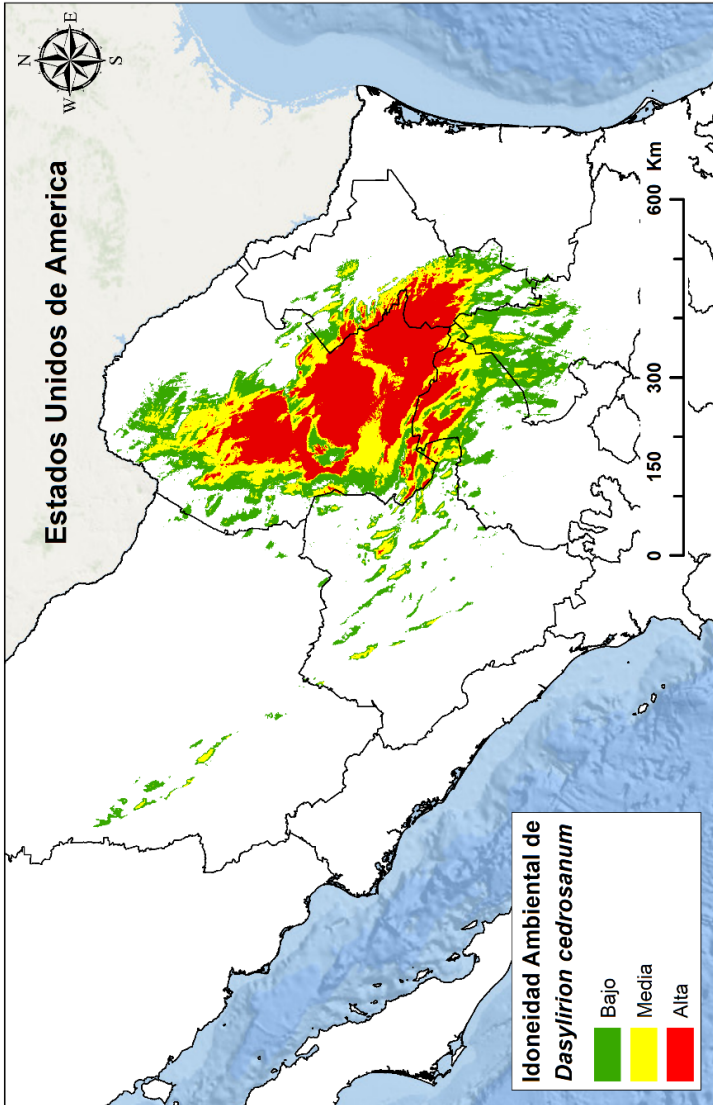 N
E
W
S
Estados Unidos de America
0
150
300
600
Km
Idoneidad Ambiental de
Dasylirion cedrosanum
Bajo
Media
Alta